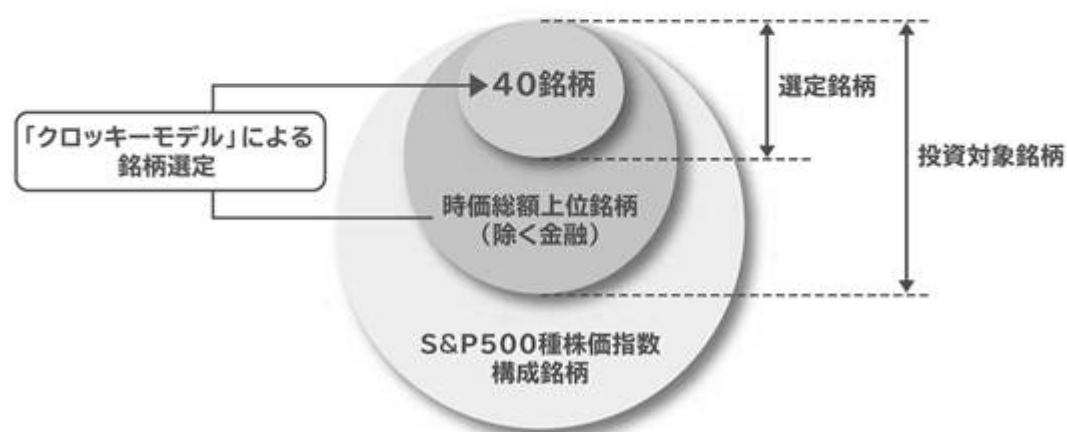 40銘柄
選定銘柄
投資対象銘柄
「クロッキーモデル」による
銘柄選定
時価総額上位銘柄
（除く金融）
S&P500種株価指数
構成銘柄